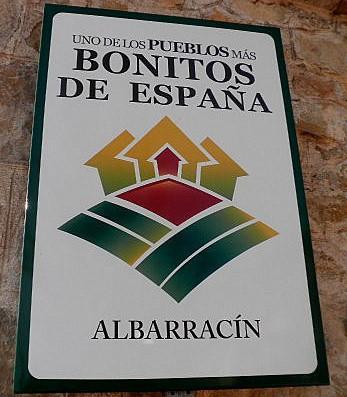 UNO DE LOS PUEBLOS MÁS
BONITOS
DE ESPAÑA
ALBARRACÍN